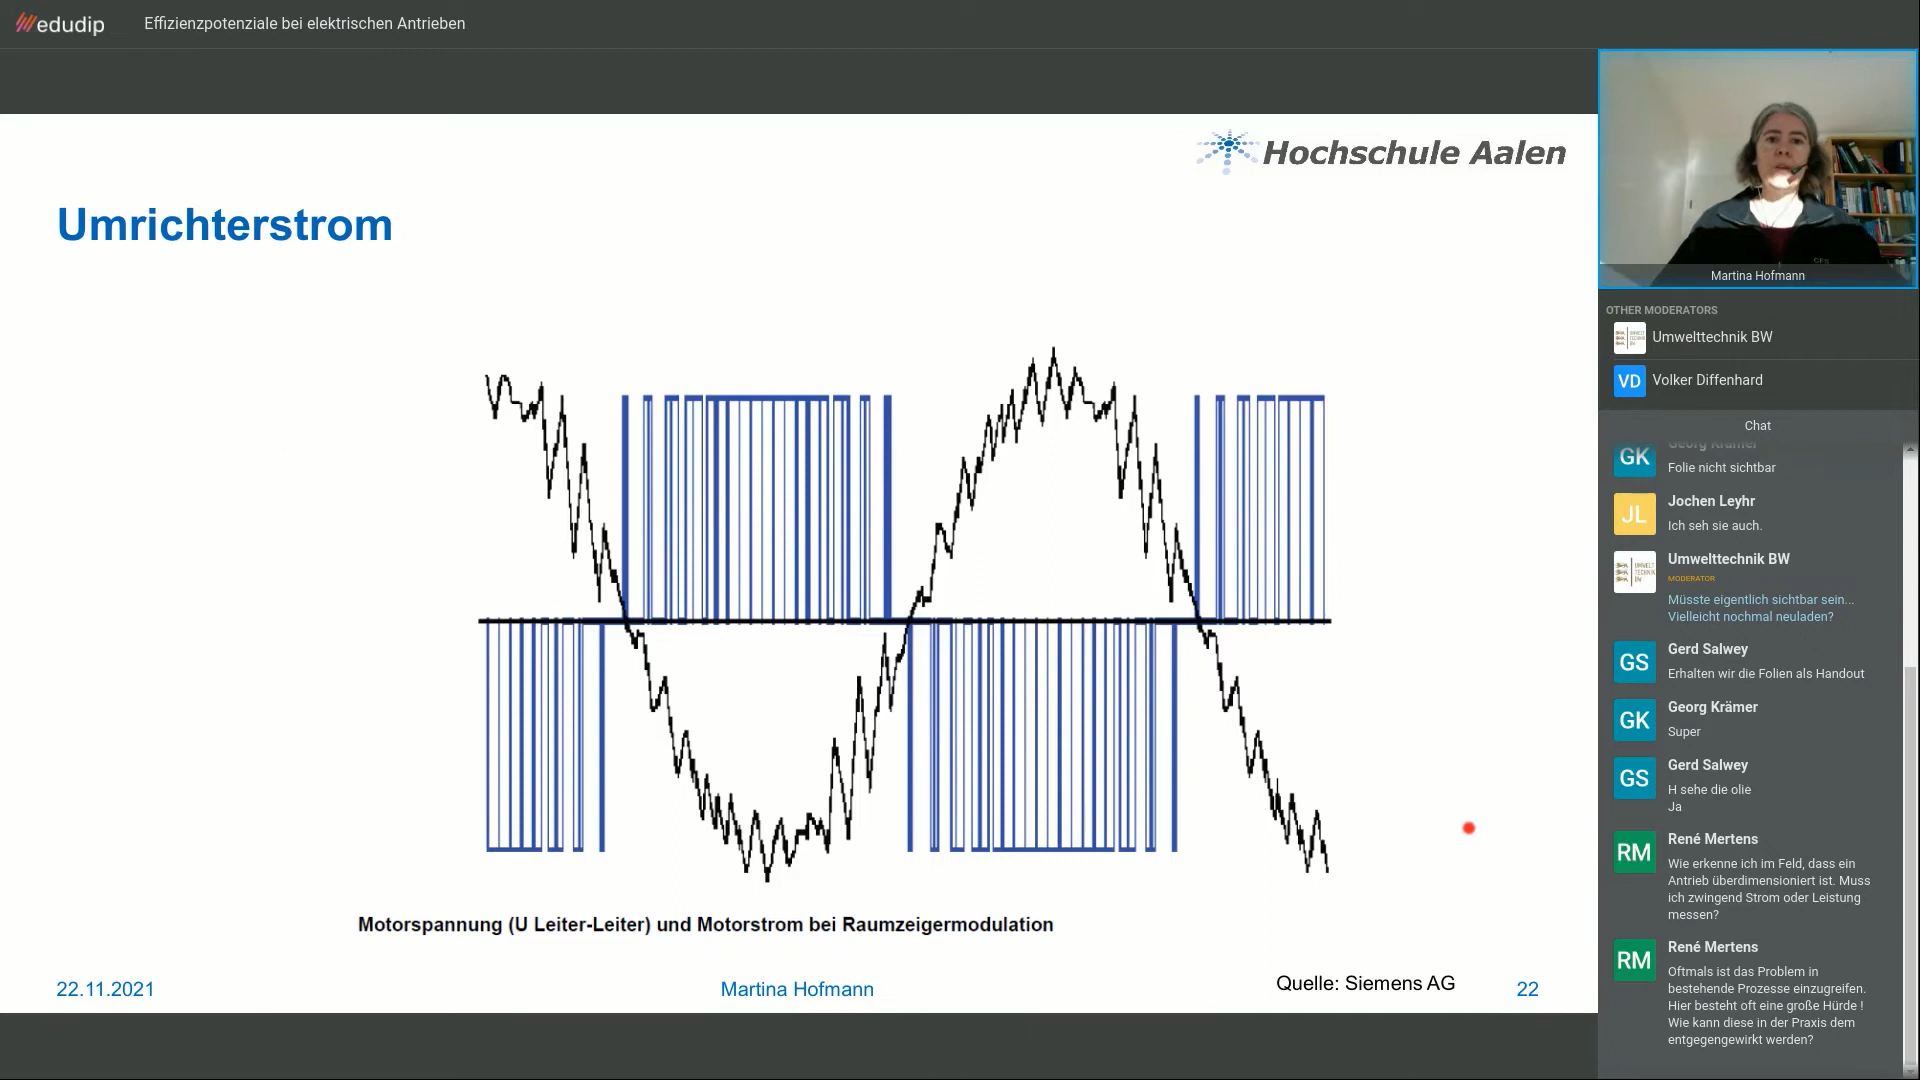 edudip
Effizienzpotenziale bei elektrischen Antrieben
Hochschule Aalen
Umrichterstrom
Motorspannung (U Leiter-Leiter) und Motorstrom bei Raumzeigermodulation
22.11.2021
Martina Hofmann
Quelle: Siemens AG
22
Martina Hofmann
OTHER MODERATORS
Umwelttechnik BW
VD
Volker Diffenhard
Chat
GK
Georg Krämer
Folie nicht sichtbar
JL
Jochen Leyhr
Ich seh sie auch.
Umwelttechnik BW
MODERATOR
Müsste eigentlich sichtbar sein...
Vielleicht nochmal neuladen?
GS
Gerd Salwey
Erhalten wir die Folien als Handout
GK
Georg Krämer
Super
GS
Gerd Salwey
H sehe die olie
Ja
RM
René Mertens
Wie erkenne ich im Feld, dass ein
Antrieb überdimensioniert ist. Muss
ich zwingend Strom oder Leistung
messen?
RM
René Mertens
Oftmals ist das Problem in
bestehende Prozesse einzugreifen.
Hier besteht oft eine große Hürde !
Wie kann diese in der Praxis dem
entgegengewirkt werden?